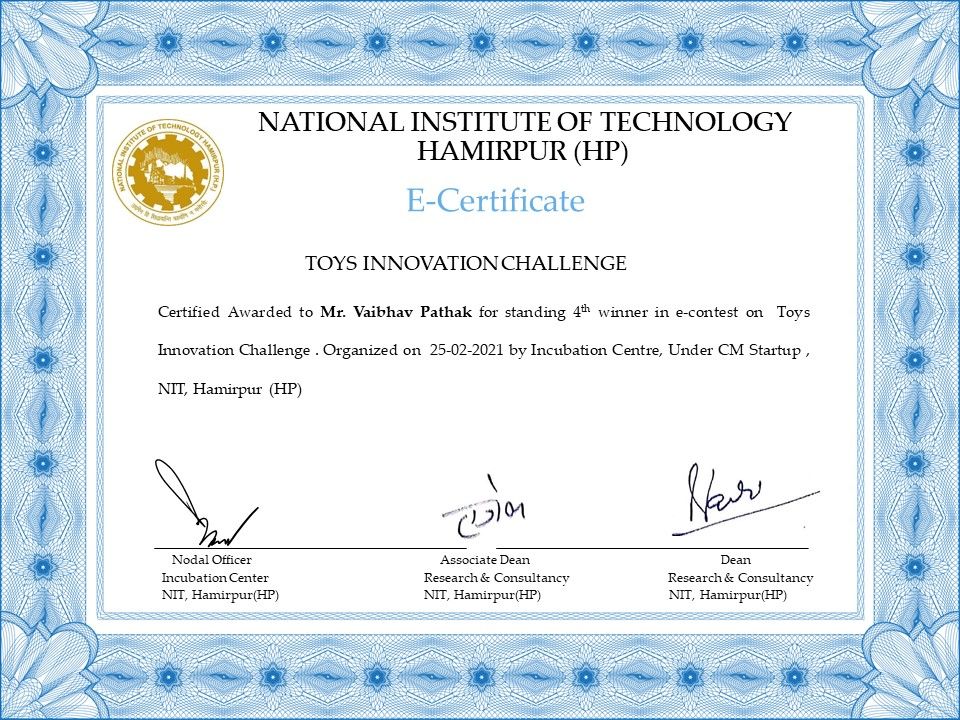 NATIONAL INSTITUTE OF TECHNOLOGY
HAMIRPUR (HP)
NATIONAL INSTITUTE OF TECHNOLOGY HAMIRPUR (H.P.)
E-Certificate
TOYS INNOVATION CHALLENGE
Certified Awarded to Mr. Vaibhav Pathak for standing 4th winner in e-contest on Toys
Innovation Challenge . Organized on 25-02-2021 by Incubation Centre, Under CM Startup ,
NIT, Hamirpur (HP)
Nodal Officer Associate Dean Dean
Incubation Center Research & Consultancy Research & Consultancy
NIT, Hamirpur(HP) NIT, Hamirpur(HP) NIT, Hamirpur(HP)